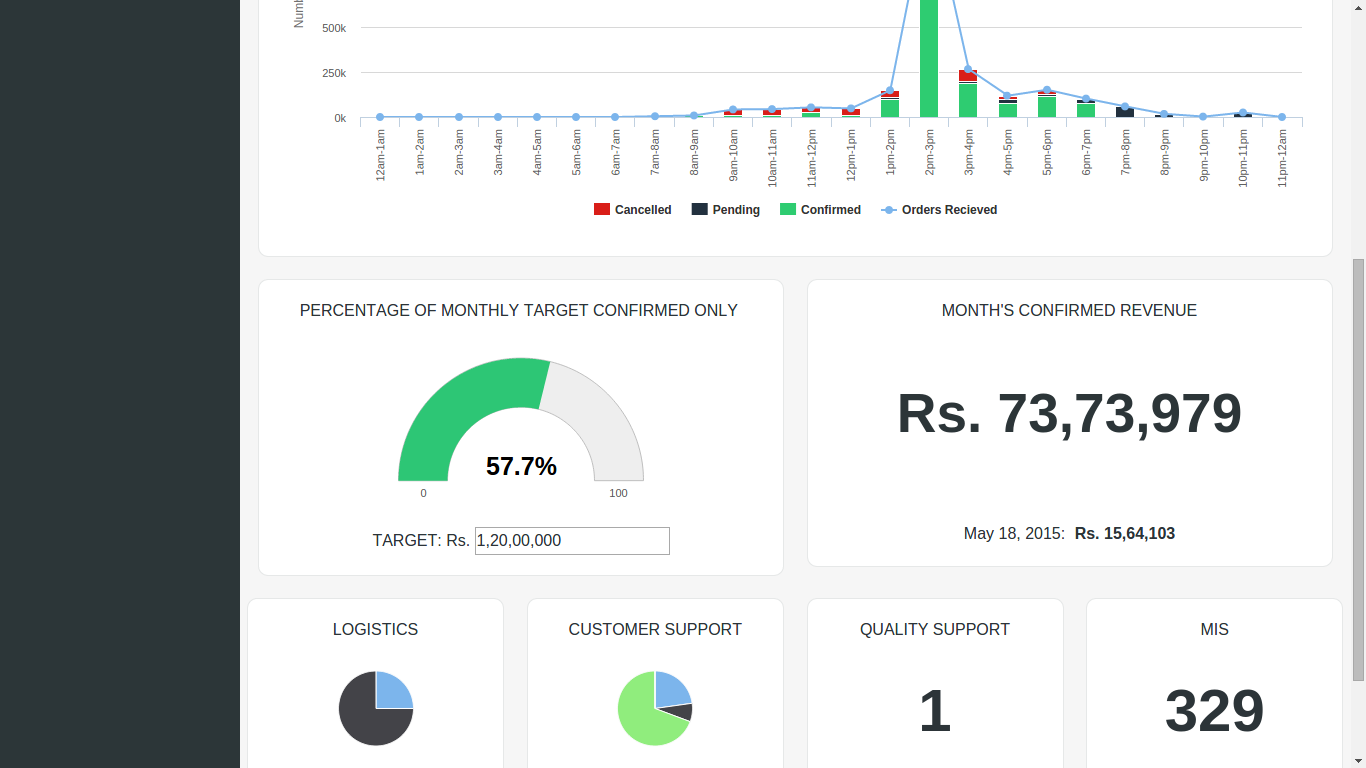 Numb
500k
250k
0k
12am-1am
1am-2am
2am-3am
3am-4am
4am-5am
5am-6am
6am-7am
7am-8am
8am-9am
9am-10am
10am-11am
11am-12pm
12pm-1pm
1pm-2pm
2pm-3pm
3pm-4pm
4pm-5pm
5pm-6pm
6pm-7pm
7pm-8pm
8pm-9pm
9pm-10pm
10pm-11pm
11pm-12am
Cancelled Pending Confirmed Orders Recieved
PERCENTAGE OF MONTHLY TARGET CONFIRMED ONLY
57.7%
0 100
TARGET: Rs. 1,20,00,000
MONTH'S CONFIRMED REVENUE
Rs. 73,73,979
May 18, 2015: Rs. 15,64,103
LOGISTICS
CUSTOMER SUPPORT
QUALITY SUPPORT
1
MIS
329